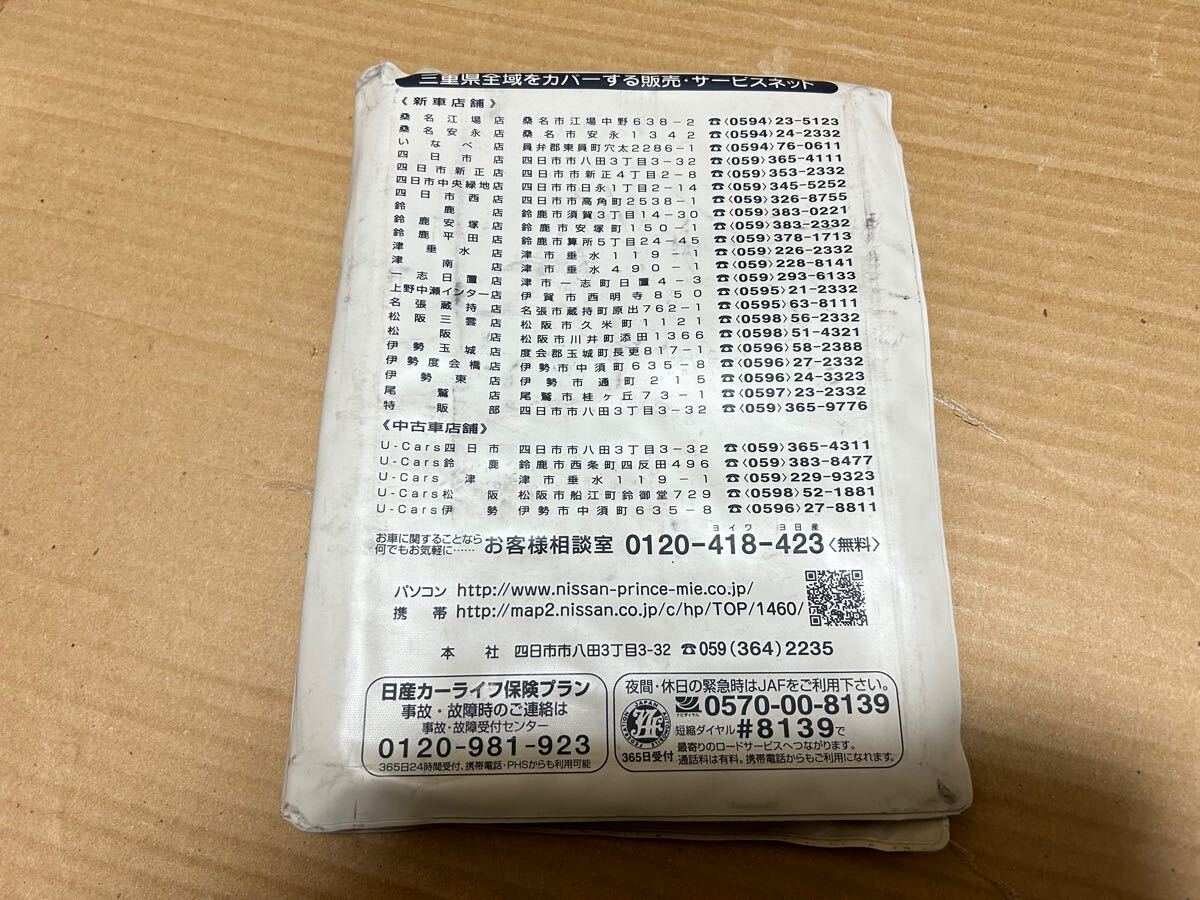 三重県全域をカバーする販売・サービスネット
《新車店舗》
桑名江場店 桑名市江場中野638-2 ☎〈0594〉23-5123
桑名安永店 桑名市安永1342 ☎〈0594〉24-2332
いなべ店 員弁郡東員町穴太2286-1 ☎〈0594〉76-0611
四日市店 四日市市八田3丁目3-32 ☎〈059〉365-4111
四日市新正店 四日市市新正4丁目2-8 ☎〈059〉353-2332
四日市中央緑地店 四日市市日永1丁目2-14 ☎〈059〉345-5252
四日市西店 四日市市高角町2538-1 ☎〈059〉326-8755
鈴鹿店 鈴鹿市須賀3丁目14-30 ☎〈059〉383-0221
鈴鹿安塚店 鈴鹿市安塚町150-1 ☎〈059〉383-2332
鈴鹿平田店 鈴鹿市算所5丁目24-45 ☎〈059〉378-1713
津垂水店 津市垂水119-1 ☎〈059〉226-2332
津南店 津市垂水490-1 ☎〈059〉228-8141
一志日置店 津市一志町日置4-3 ☎〈059〉293-6133
上野中瀬インター店 伊賀市西明寺850 ☎〈0595〉21-2332
名張蔵持店 名張市蔵持町原出762-1 ☎〈0595〉63-8111
松阪三雲店 松阪市久米町1121 ☎〈0598〉56-2332
松阪店 松阪市川井町添田1366 ☎〈0598〉51-4321
伊勢玉城店 度会郡玉城町長更817-1 ☎〈0596〉58-2388
伊勢度会橋店 伊勢市中須町635-8 ☎〈0596〉27-2332
伊勢東店 伊勢市通町215 ☎〈0596〉24-3323
尾鷲店 尾鷲市桂ヶ丘73-1 ☎〈0597〉23-2332
特販部 四日市市八田3丁目3-32 ☎〈059〉365-9776
《中古車店舗》
U-Cars四日市 四日市市八田3丁目3-32 ☎〈059〉365-4311
U-Cars鈴鹿 鈴鹿市西条町四反田496 ☎〈059〉383-8477
U-Cars津 津市垂水119-1 ☎〈059〉229-9323
U-Cars松阪 松阪市船江町鈴御堂729 ☎〈0598〉52-1881
U-Cars伊勢 伊勢市中須町635-8 ☎〈0596〉27-8811
ヨイワ ヨ日産
お車に関することなら
何でもお気軽に…… お客様相談室 0120-418-423〈無料〉
パソコン http://www.nissan-prince-mie.co.jp/
携帯 http://map2.nissan.co.jp/c/hp/TOP/1460/
本社 四日市市八田3丁目3-32 ☎059(364)2235
日産カーライフ保険プラン
事故・故障時のご連絡は
事故・故障受付センター
0120-981-923
365日24時間受付、携帯電話・PHSからも利用可能
夜間・休日の緊急時はJAFをご利用下さい。
ナビダイヤル 0570-00-8139
短縮ダイヤル #8139で
最寄りのロードサービスへつながります。
365日受付 通話料は有料。携帯電話からもご利用になれます。
JAPAN AUTOMOBILE FEDERATION
JAF